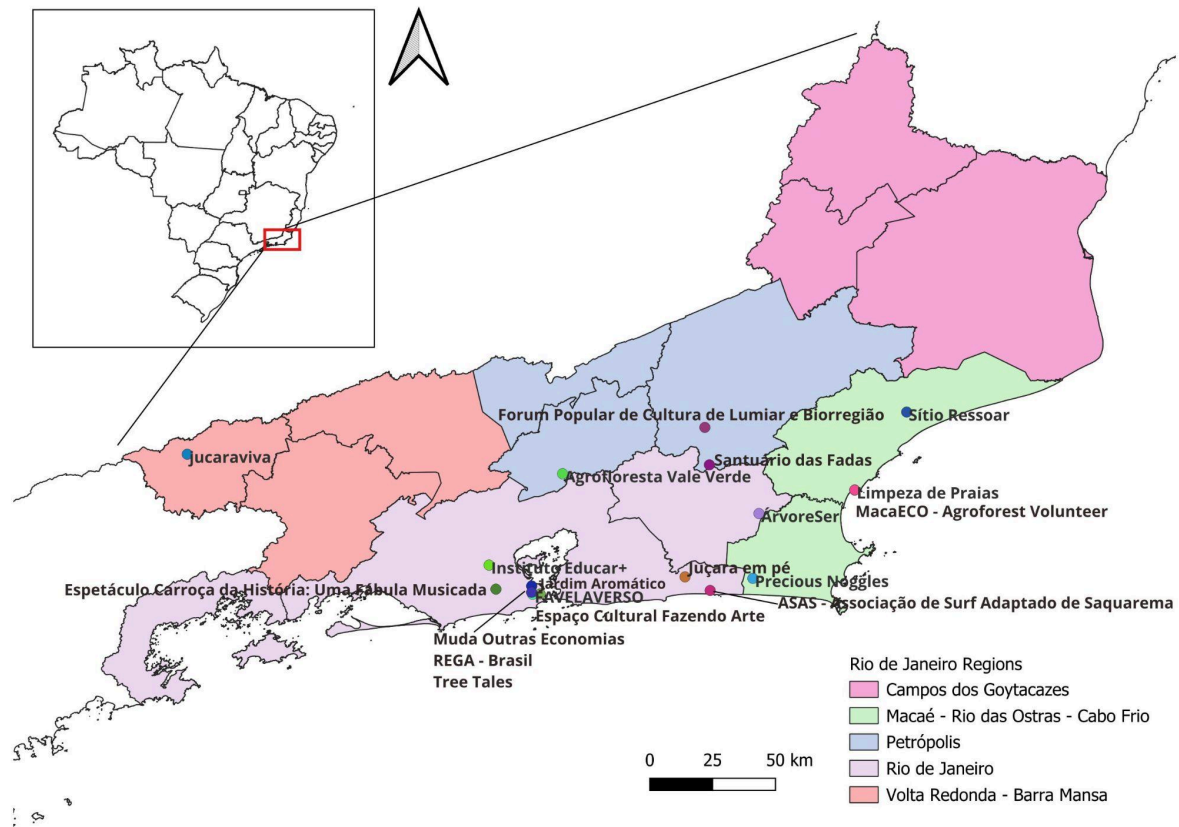 Forum Popular de Cultura de Lumiar e Biorregião
Sítio Ressoar
Jucaraviva
Santuário das Fadas
Agrofloresta Vale Verde
Limpeza de Praias
MacaECO - Agroforest Volunteer
ÁrvoreSer
Instituto Educar+
Juçara em pé
Espetáculo Carroça da História: Uma Fábula Musicada
Jardim Aromático
Precious Noggles
FAVELAVERSO
ASAS - Associação de Surf Adaptado de Saquarema
Espaço Cultural Fazendo Arte
Muda Outras Economias
REGA - Brasil
Tree Tales
Rio de Janeiro Regions
Campos dos Goytacazes
Macaé - Rio das Ostras - Cabo Frio
Petrópolis
Rio de Janeiro
Volta Redonda - Barra Mansa
0 25 50 km